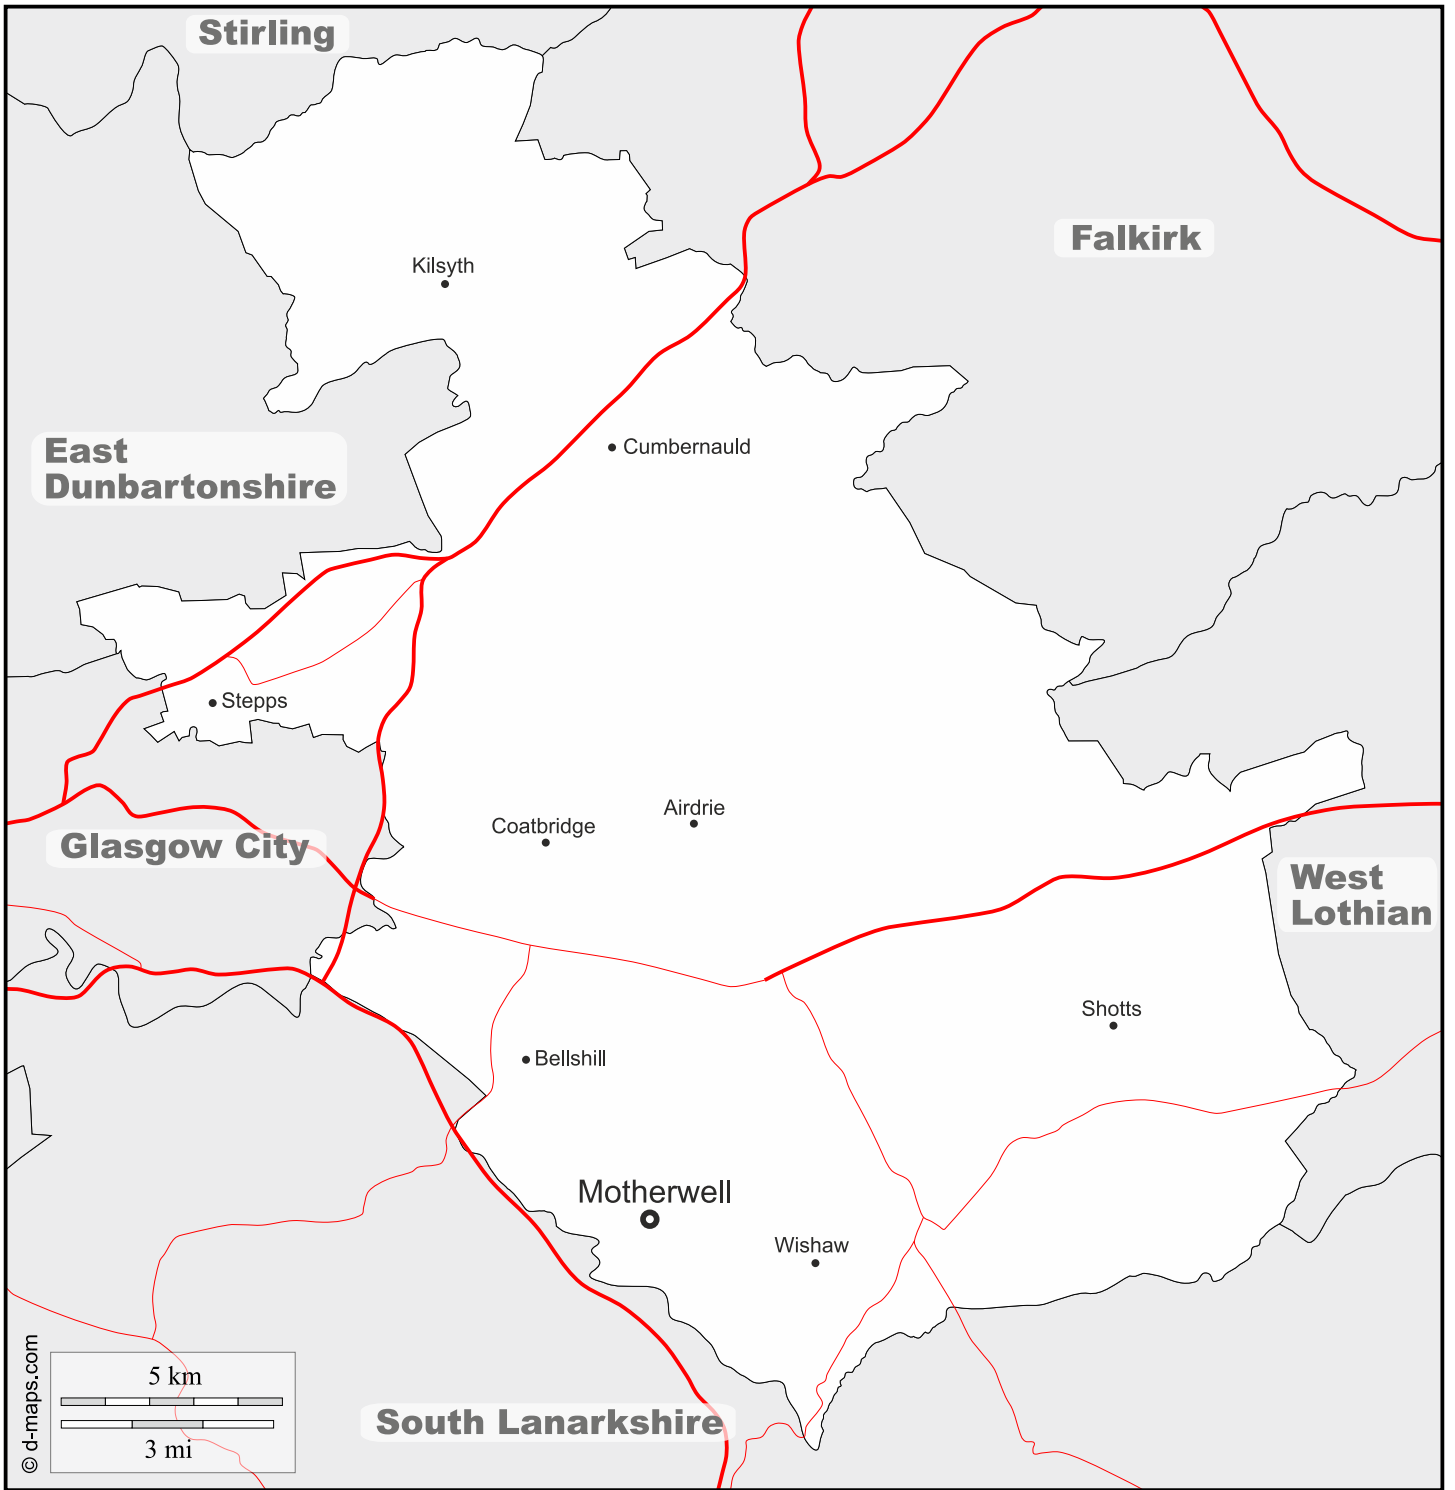 Stirling
Falkirk
Kilsyth
East
Dunbartonshire
Cumbernauld
Stepps
Airdrie
Coatbridge
Glasgow City
West
Lothian
Shotts
Bellshill
Motherwell
Wishaw
South Lanarkshire
5 km
3 mi
© d-maps.com